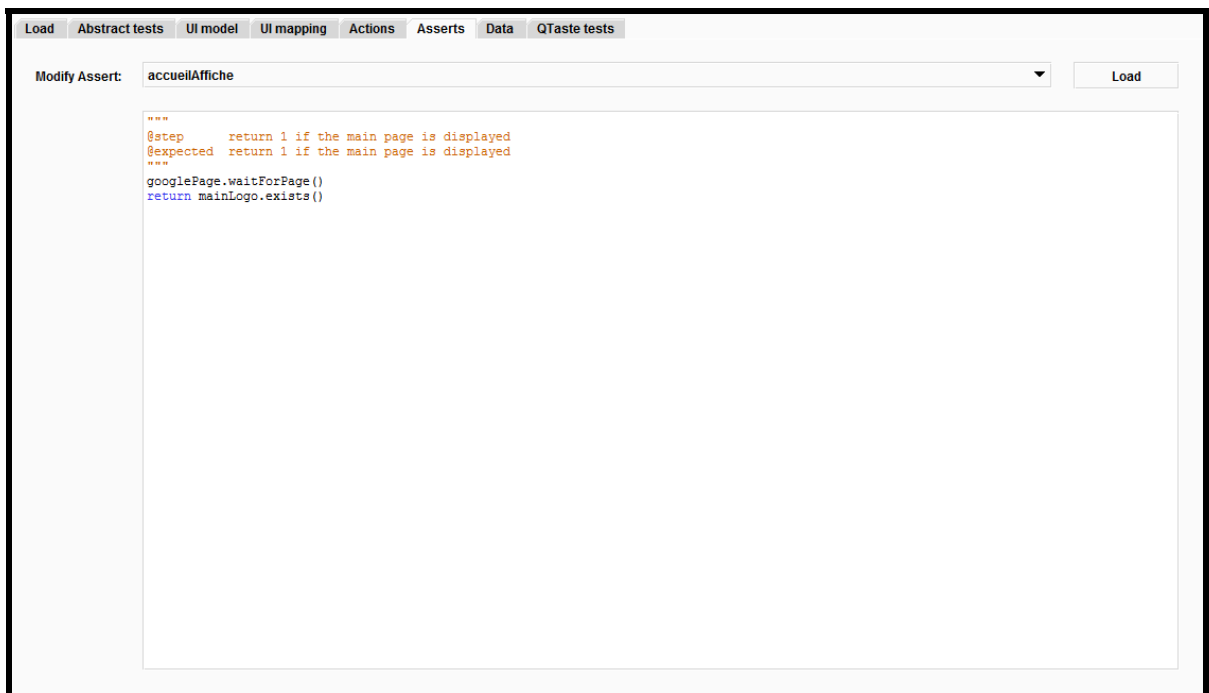 Load Abstract tests UI model UI mapping Actions Asserts Data QTaste tests
Modify Assert: accueilAffiche Load
"""
@step return 1 if the main page is displayed
@expected return 1 if the main page is displayed
"""
googlePage.waitForPage()
return mainLogo.exists()